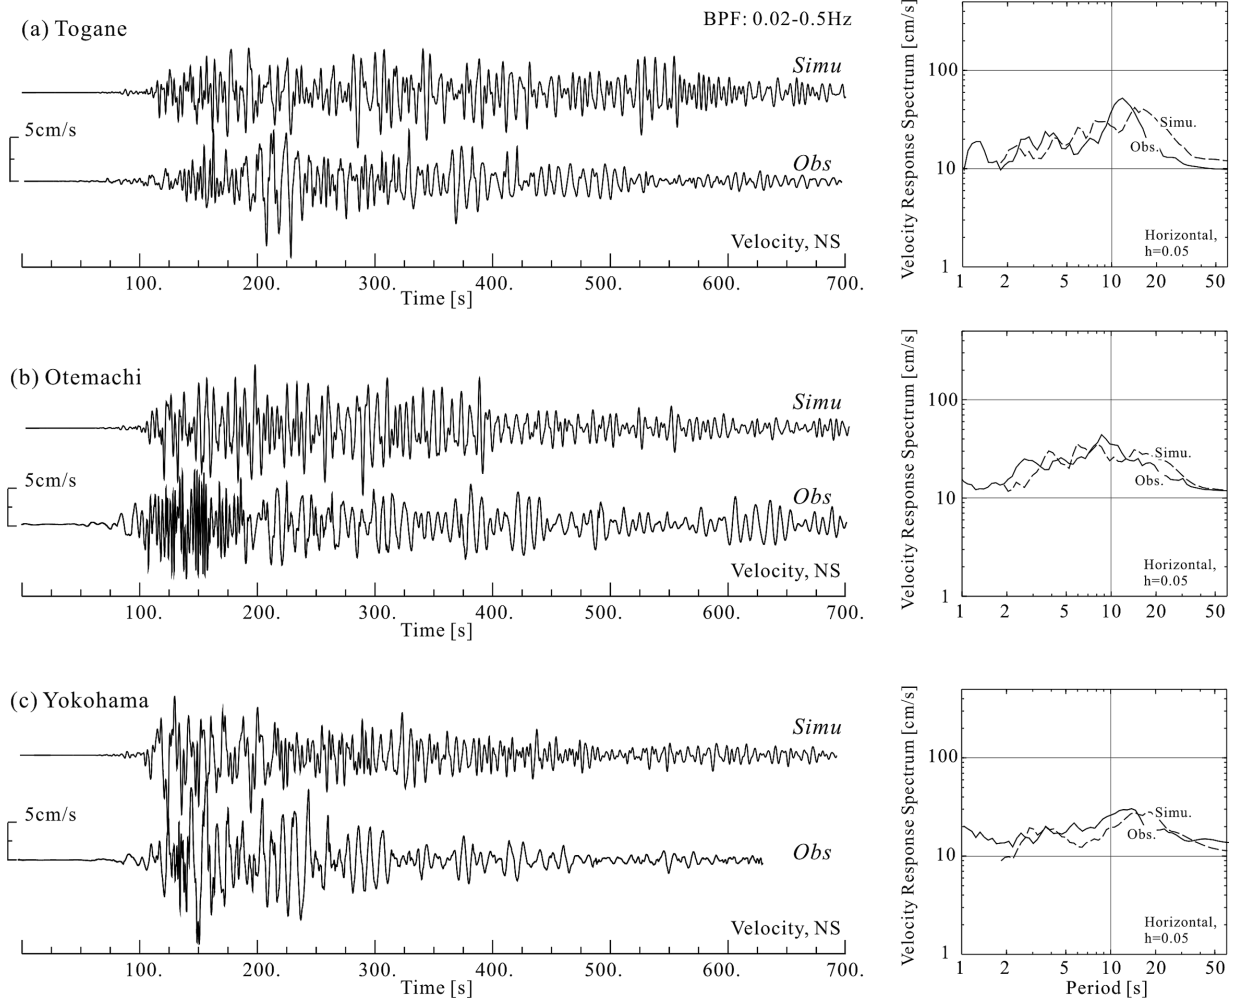 (a) Togane
BPF: 0.02-0.5Hz
Simu
5cm/s
Obs
Velocity, NS
100. 200. 300. 400. 500. 600. 700.
Time [s]
Velocity Response Spectrum [cm/s]
100
10
1
Simu.
Obs.
Horizontal,
h=0.05
1 2 5 10 20 50
(b) Otemachi
Simu
5cm/s
Obs
Velocity, NS
100. 200. 300. 400. 500. 600. 700.
Time [s]
Velocity Response Spectrum [cm/s]
100
10
1
Simu.
Obs.
Horizontal,
h=0.05
1 2 5 10 20 50
(c) Yokohama
Simu
5cm/s
Obs
Velocity, NS
100. 200. 300. 400. 500. 600. 700.
Time [s]
Velocity Response Spectrum [cm/s]
100
10
1
Simu.
Obs.
Horizontal,
h=0.05
1 2 5 10 20 50
Period [s]